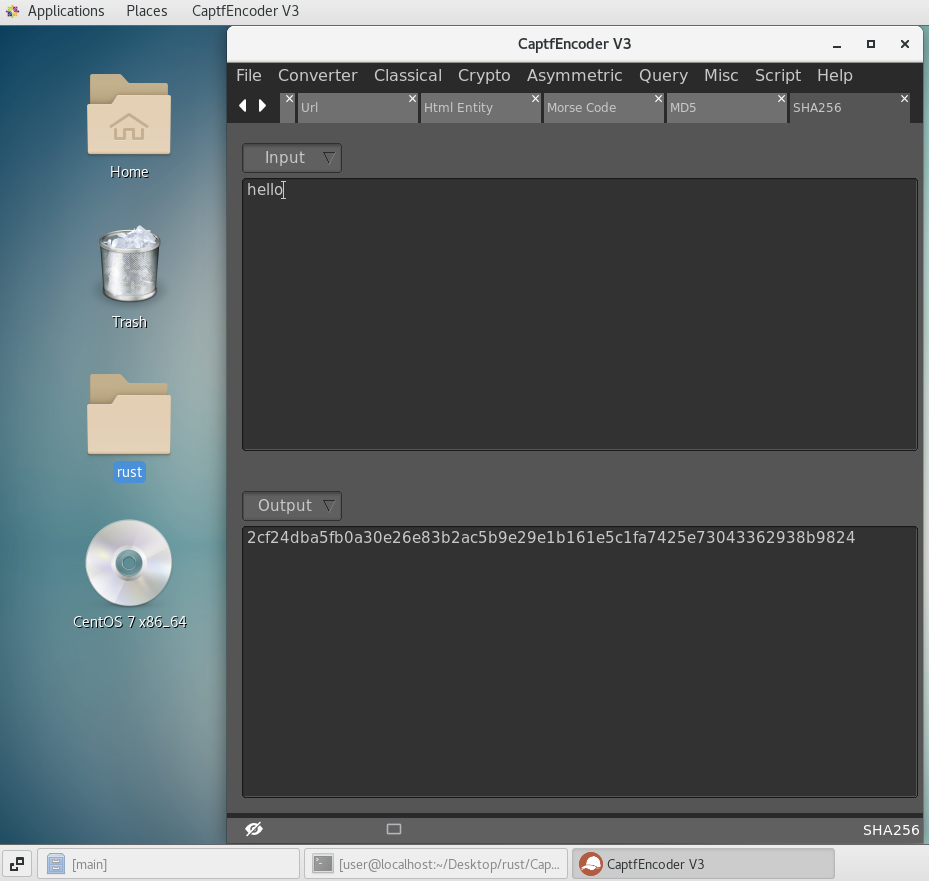 Applications Places CaptfEncoder V3
CaptfEncoder V3
File Converter Classical Crypto Asymmetric Query Misc Script Help
Url Html Entity Morse Code MD5 SHA256
Input
hello
Output
2cf24dba5fb0a30e26e83b2ac5b9e29e1b161e5c1fa7425e73043362938b9824
Home
Trash
rust
CentOS 7 x86_64
SHA256
[main] [user@localhost:~/Desktop/rust/Cap... CaptfEncoder V3